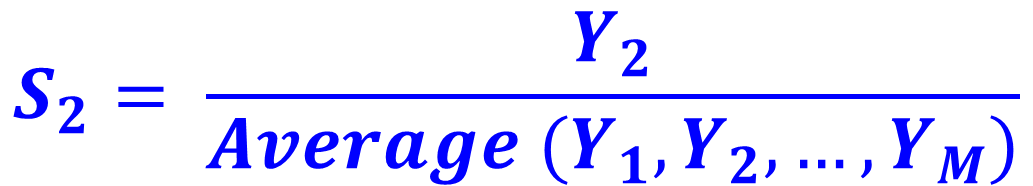 S₂ = Y₂
Average (Y₁, Y₂, ... , Y_M)